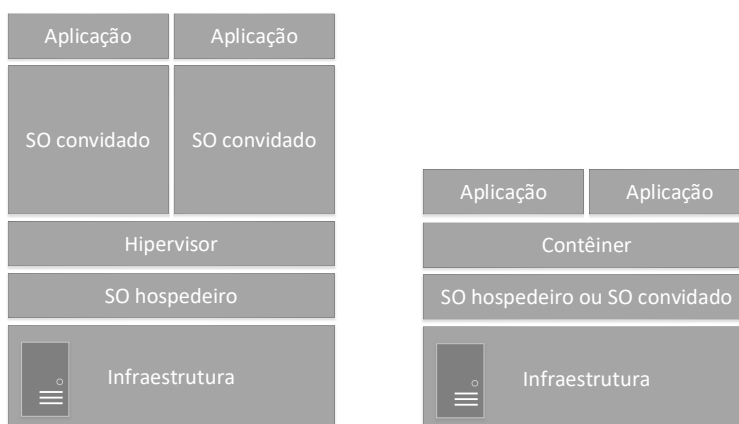 Aplicação
Aplicação
SO convidado
SO convidado
Hipervisor
SO hospedeiro
Infraestrutura
Aplicação
Aplicação
Contêiner
SO hospedeiro ou SO convidado
Infraestrutura